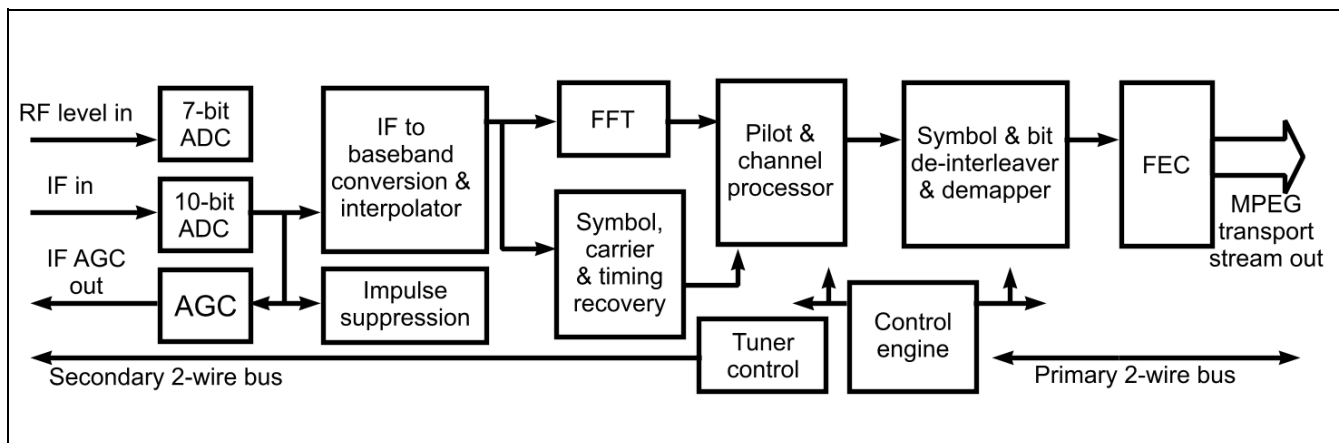 RF level in
7-bit
ADC
IF in
10-bit
ADC
IF AGC
out
AGC
IF to
baseband
conversion &
interpolator
Impulse
suppression
FFT
Symbol,
carrier
& timing
recovery
Pilot &
channel
processor
Symbol & bit
de-interleaver
& demapper
FEC
MPEG
transport
stream out
Tuner
control
Control
engine
Secondary 2-wire bus
Primary 2-wire bus